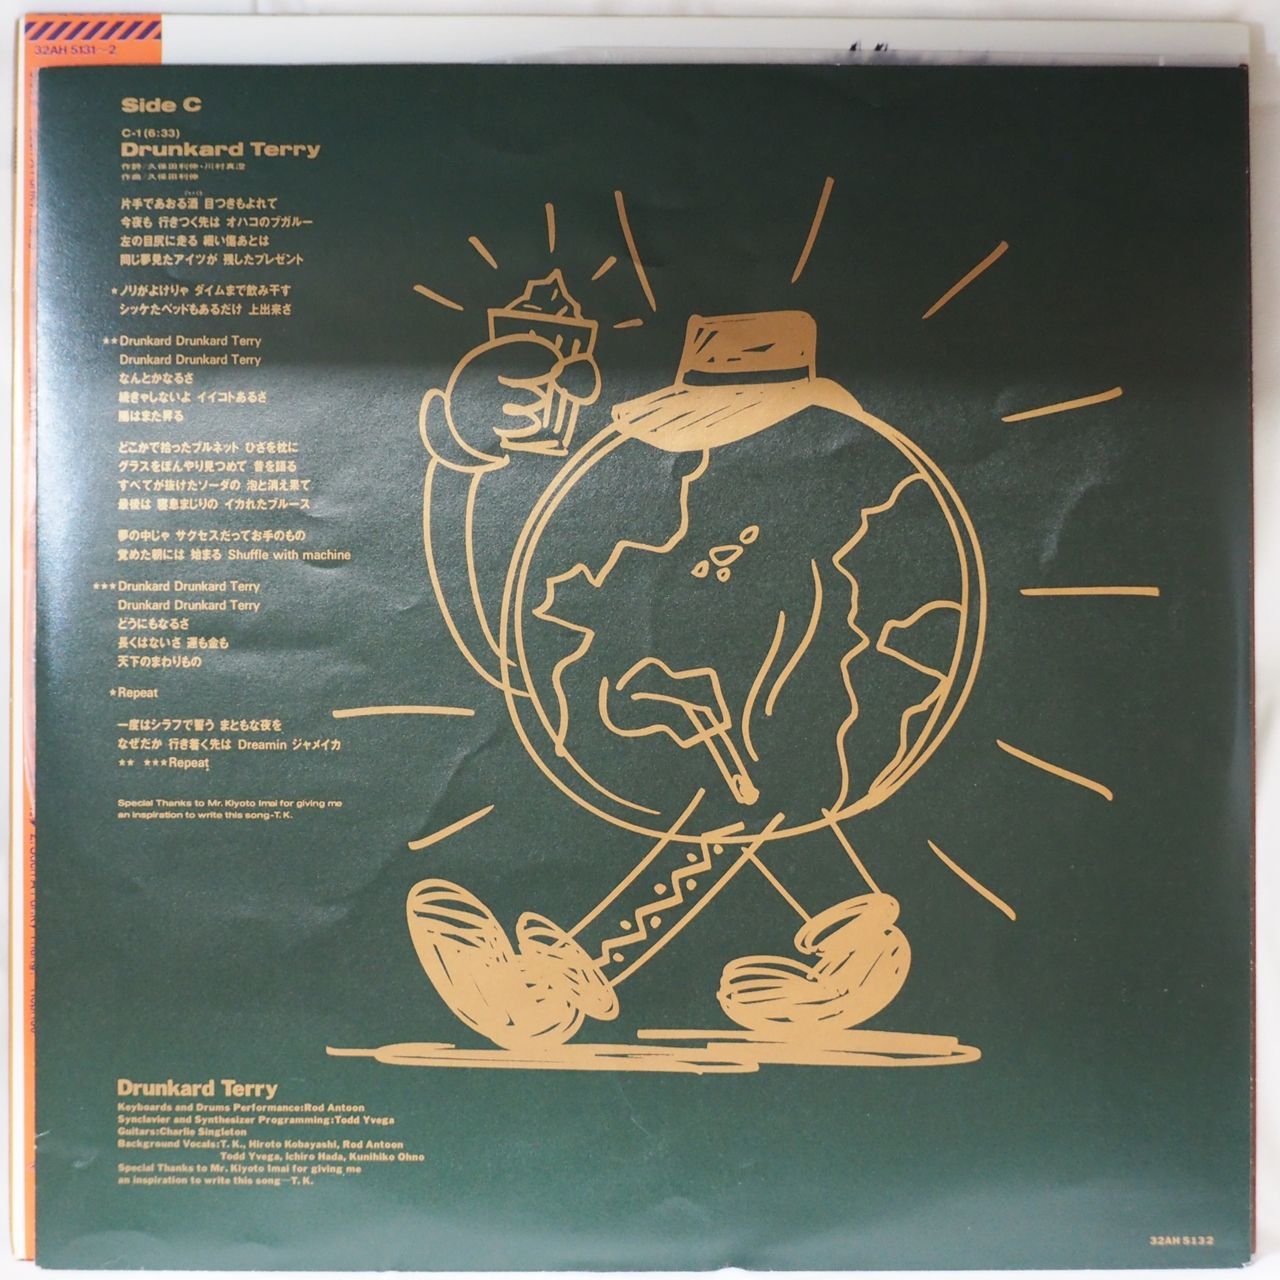 32AH 5131～2
Side C
C-1(6:33)
Drunkard Terry
作詩/久保田利伸・川村真澄
作曲/久保田利伸
片手であおる酒 目つきもよれて
今夜も 行きつく先は オハコのブガルー
左の目尻に走る 細い傷あとは
同じ夢見たアイツが 残したプレゼント
★ノリがよけりゃ ダイムまで飲み干す
シッケたベッドもあるだけ 上出来さ
★★Drunkard Drunkard Terry
Drunkard Drunkard Terry
なんとかなるさ
続きゃしないよ イイコトあるさ
陽はまた昇る
どこかで拾ったブルネット ひざを枕に
グラスをぼんやり見つめて 昔を語る
すべてが抜けたソーダの 泡と消え果て
最後は 寝息まじりの イカれたブルース
夢の中じゃ サクセスだってお手のもの
覚めた朝には 始まる Shuffle with machine
★★★Drunkard Drunkard Terry
Drunkard Drunkard Terry
どうにもなるさ
長くはないさ 運も金も
天下のまわりもの
★Repeat
一度はシラフで誓う まともな夜を
なぜだか 行き着く先は Dreamin ジャメイカ
★★ ★★★Repeat
Special Thanks to Mr. Kiyoto Imai for giving me
an inspiration to write this song-T. K.
Drunkard Terry
Keyboards and Drums Performance:Rod Antoon
Synclavier and Synthesizer Programming:Todd Yvega
Guitars:Charlie Singleton
Background Vocals:T. K., Hiroto Kobayashi, Rod Antoon
Todd Yvega, Ichiro Hada, Kunihiko Ohno
Special Thanks to Mr. Kiyoto Imai for giving me
an inspiration to write this song—T. K.
32AH 5132